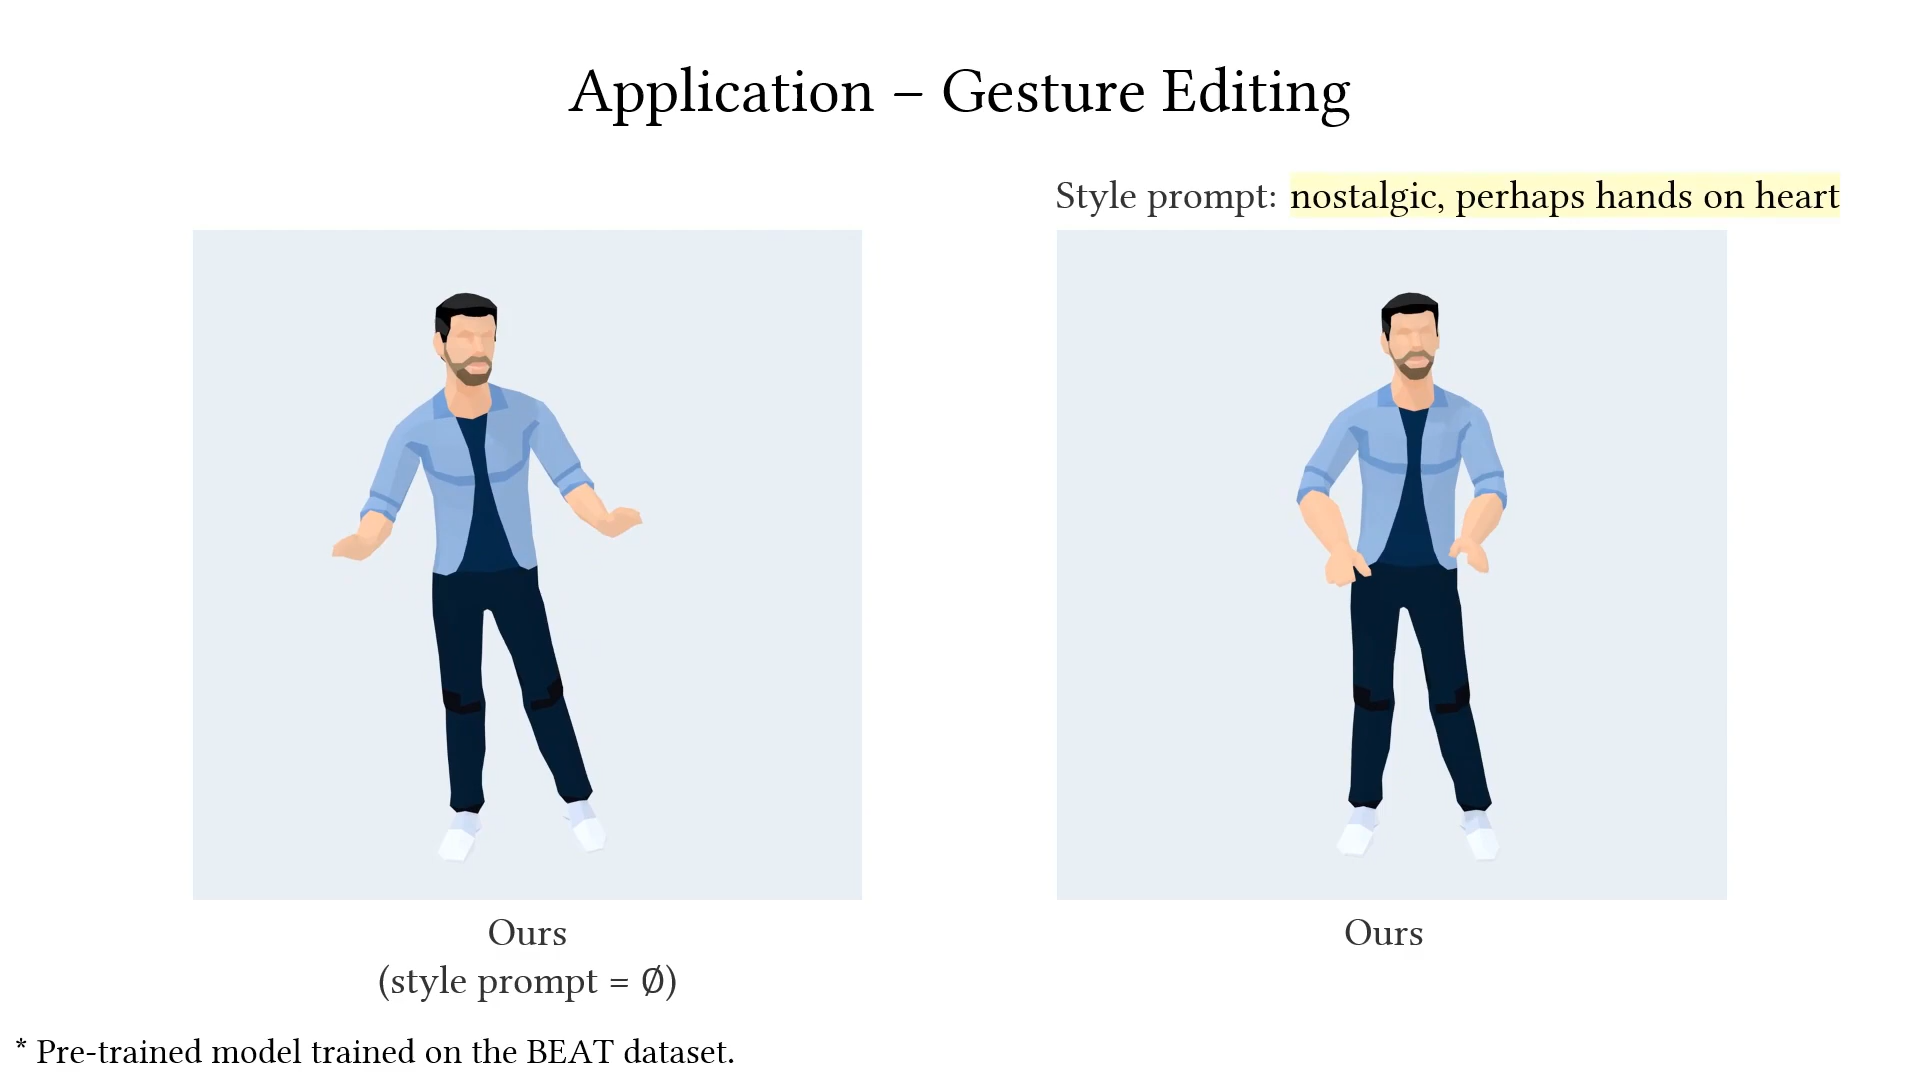 Application – Gesture Editing
Style prompt: nostalgic, perhaps hands on heart
Ours
(style prompt = ∅)
Ours
* Pre-trained model trained on the BEAT dataset.